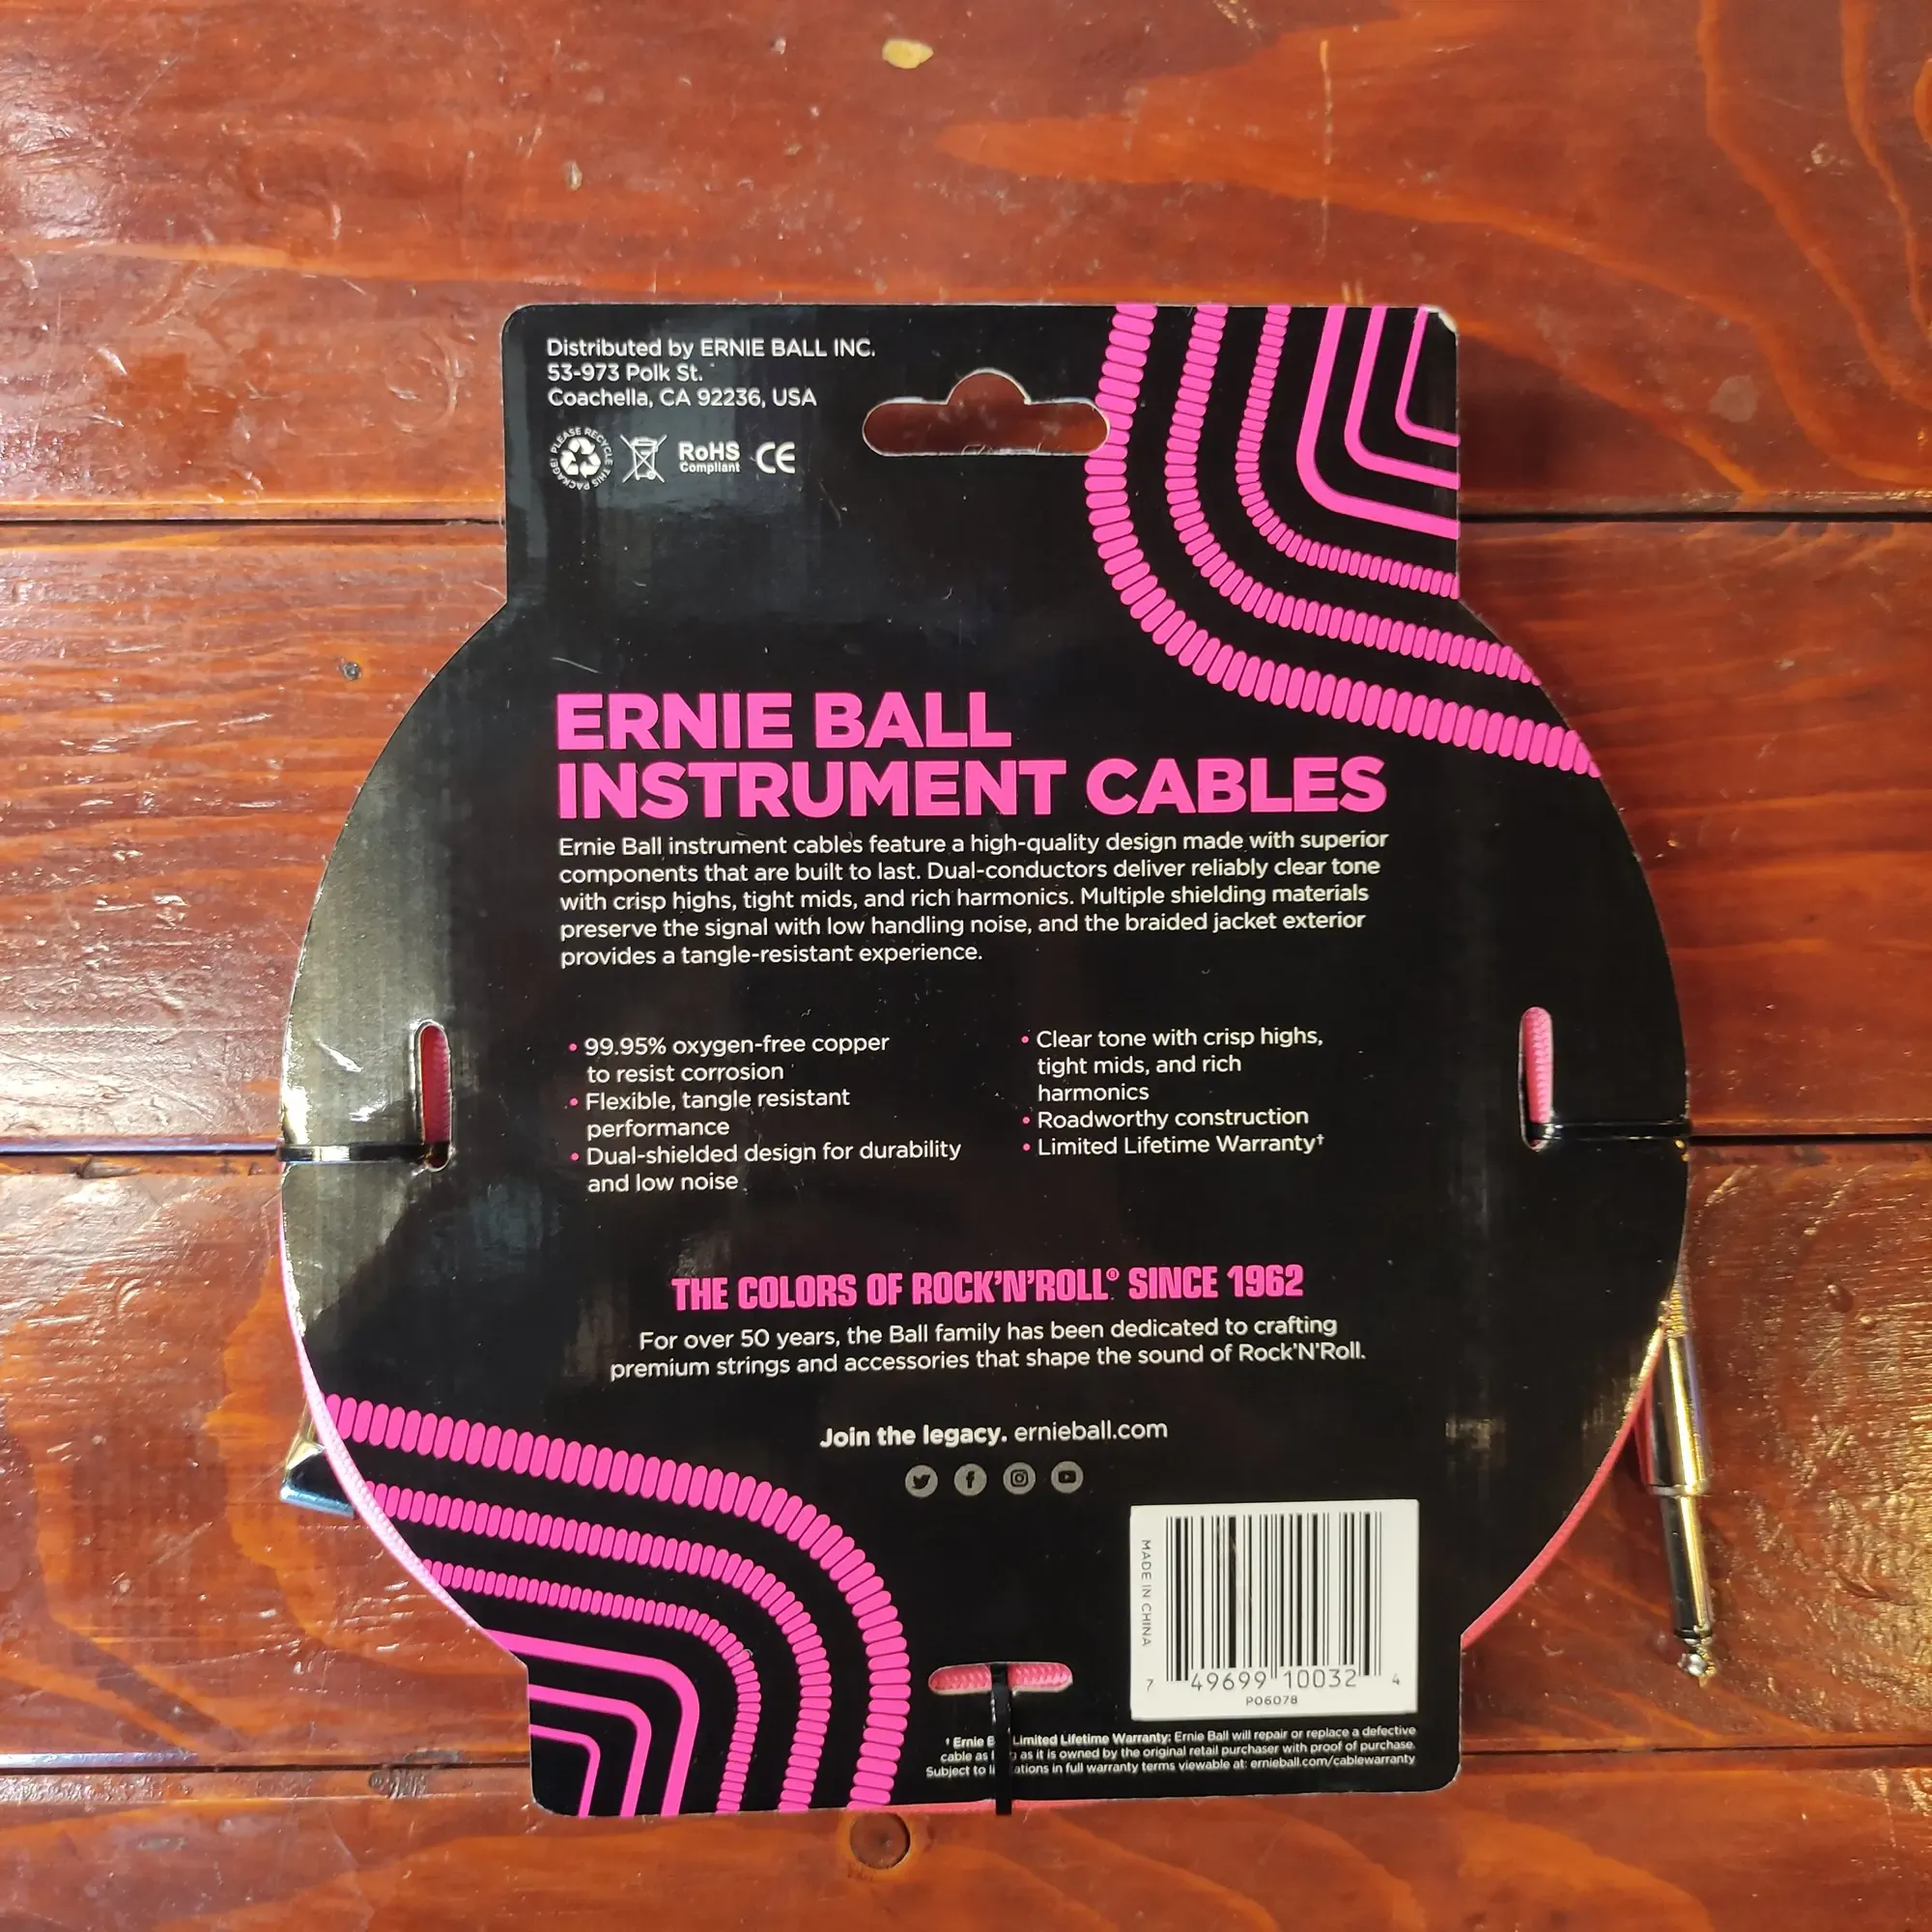 Distributed by ERNIE BALL INC.
53-973 Polk St.
Coachella, CA 92236, USA
PLEASE RECYCLE THIS PACKAGE!
RoHS
Compliant
CE
ERNIE BALL
INSTRUMENT CABLES
Ernie Ball instrument cables feature a high-quality design made with superior
components that are built to last. Dual-conductors deliver reliably clear tone
with crisp highs, tight mids, and rich harmonics. Multiple shielding materials
preserve the signal with low handling noise, and the braided jacket exterior
provides a tangle-resistant experience.
• 99.95% oxygen-free copper
to resist corrosion
• Flexible, tangle resistant
performance
• Dual-shielded design for durability
and low noise
• Clear tone with crisp highs,
tight mids, and rich
harmonics
• Roadworthy construction
• Limited Lifetime Warranty†
THE COLORS OF ROCK'N'ROLL® SINCE 1962
For over 50 years, the Ball family has been dedicated to crafting
premium strings and accessories that shape the sound of Rock'N'Roll.
Join the legacy. ernieball.com
MADE IN CHINA
7 49699 10032 4
P06078
† Ernie Limited Lifetime Warranty: Ernie Ball will repair or replace a defective
cable as as it is owned by the original retail purchaser with proof of purchase.
Subject to in full warranty terms viewable at: ernieball.com/cablewarranty